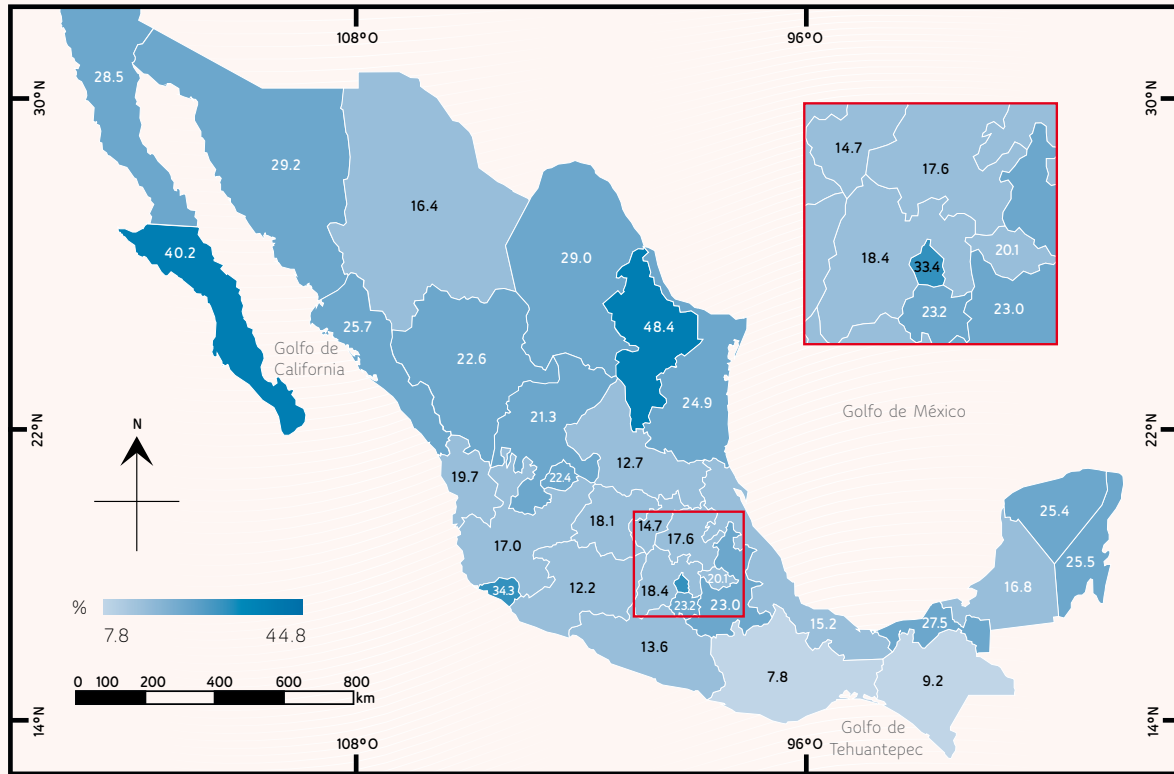 108°O
96°O
30°N
30°N
28.5
29.2
16.4
29.0
40.2
48.4
25.7
22.6
24.9
21.3
12.7
22.4
19.7
18.1
14.7
17.6
17.0
34.3
12.2
18.4
20.1
23.2
23.0
13.6
15.2
7.8
27.5
9.2
16.8
25.4
25.5
14.7
17.6
18.4
33.4
20.1
23.2
23.0
Golfo de
California
Golfo de México
22°N
22°N
N
%
7.8
44.8
0 100 200 400 600 800
km
14°N
14°N
Golfo de
Tehuantepec
108°O
96°O